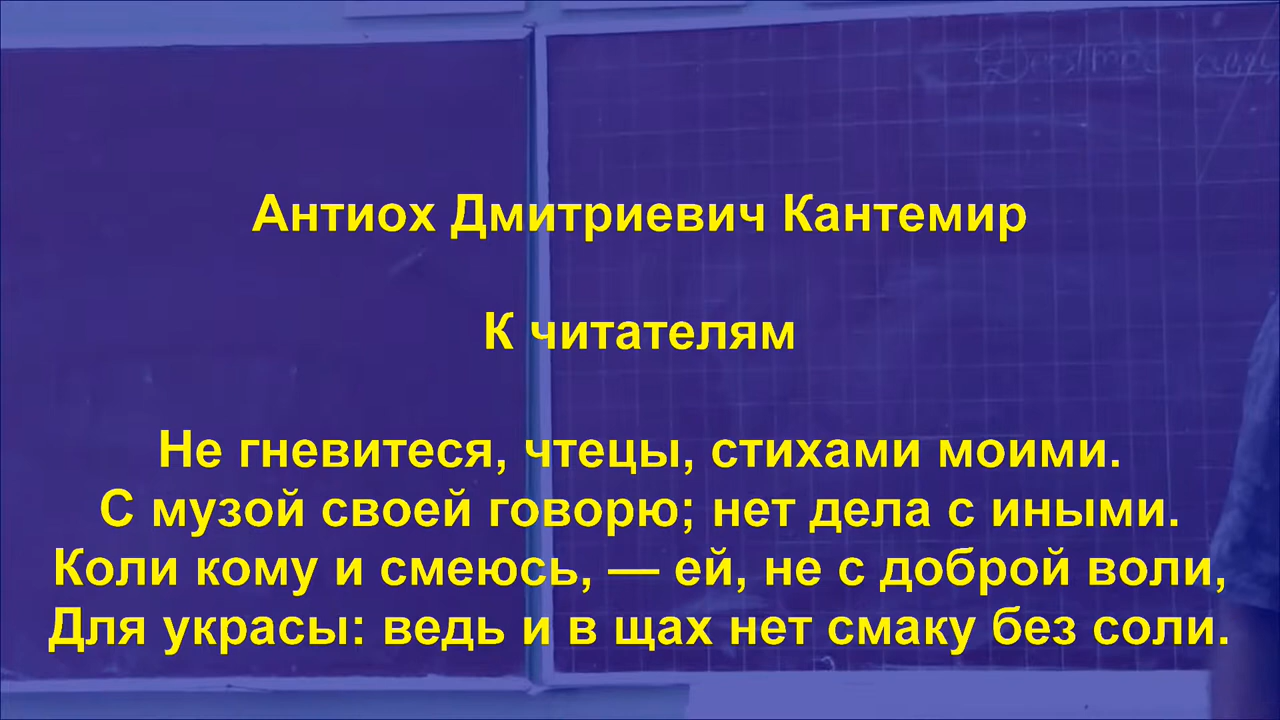 Антиох Дмитриевич Кантемир
К читателям
Не гневитеся, чтецы, стихами моими.
С музой своей говорю; нет дела с иными.
Коли кому и смеюсь, — ей, не с доброй воли,
Для украсы: ведь и в щах нет смаку без соли.